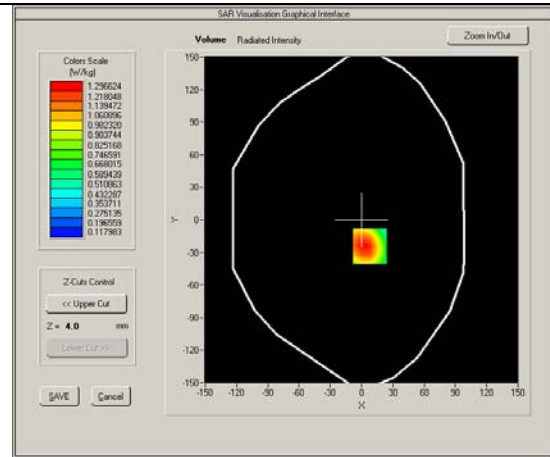 SAR Visualisation Graphical Interface
Volume Radiated Intensity
Zoom In/Out
Colors Scale
(W/kg)
1.296624
1.218048
1.139472
1.060896
0.982320
0.903744
0.825168
0.746591
0.668015
0.589439
0.510863
0.432287
0.353711
0.275135
0.196559
0.117983
Z-Cuts Control
<< Upper Cut
Z = 4.0 mm
Lower Cut >>
SAVE
Cancel
150-
120-
90-
60-
30-
Y 0-
-30-
-60-
-90-
-120-
-150-
-150 -120 -90 -60 -30 0 30 60 90 120 150
X